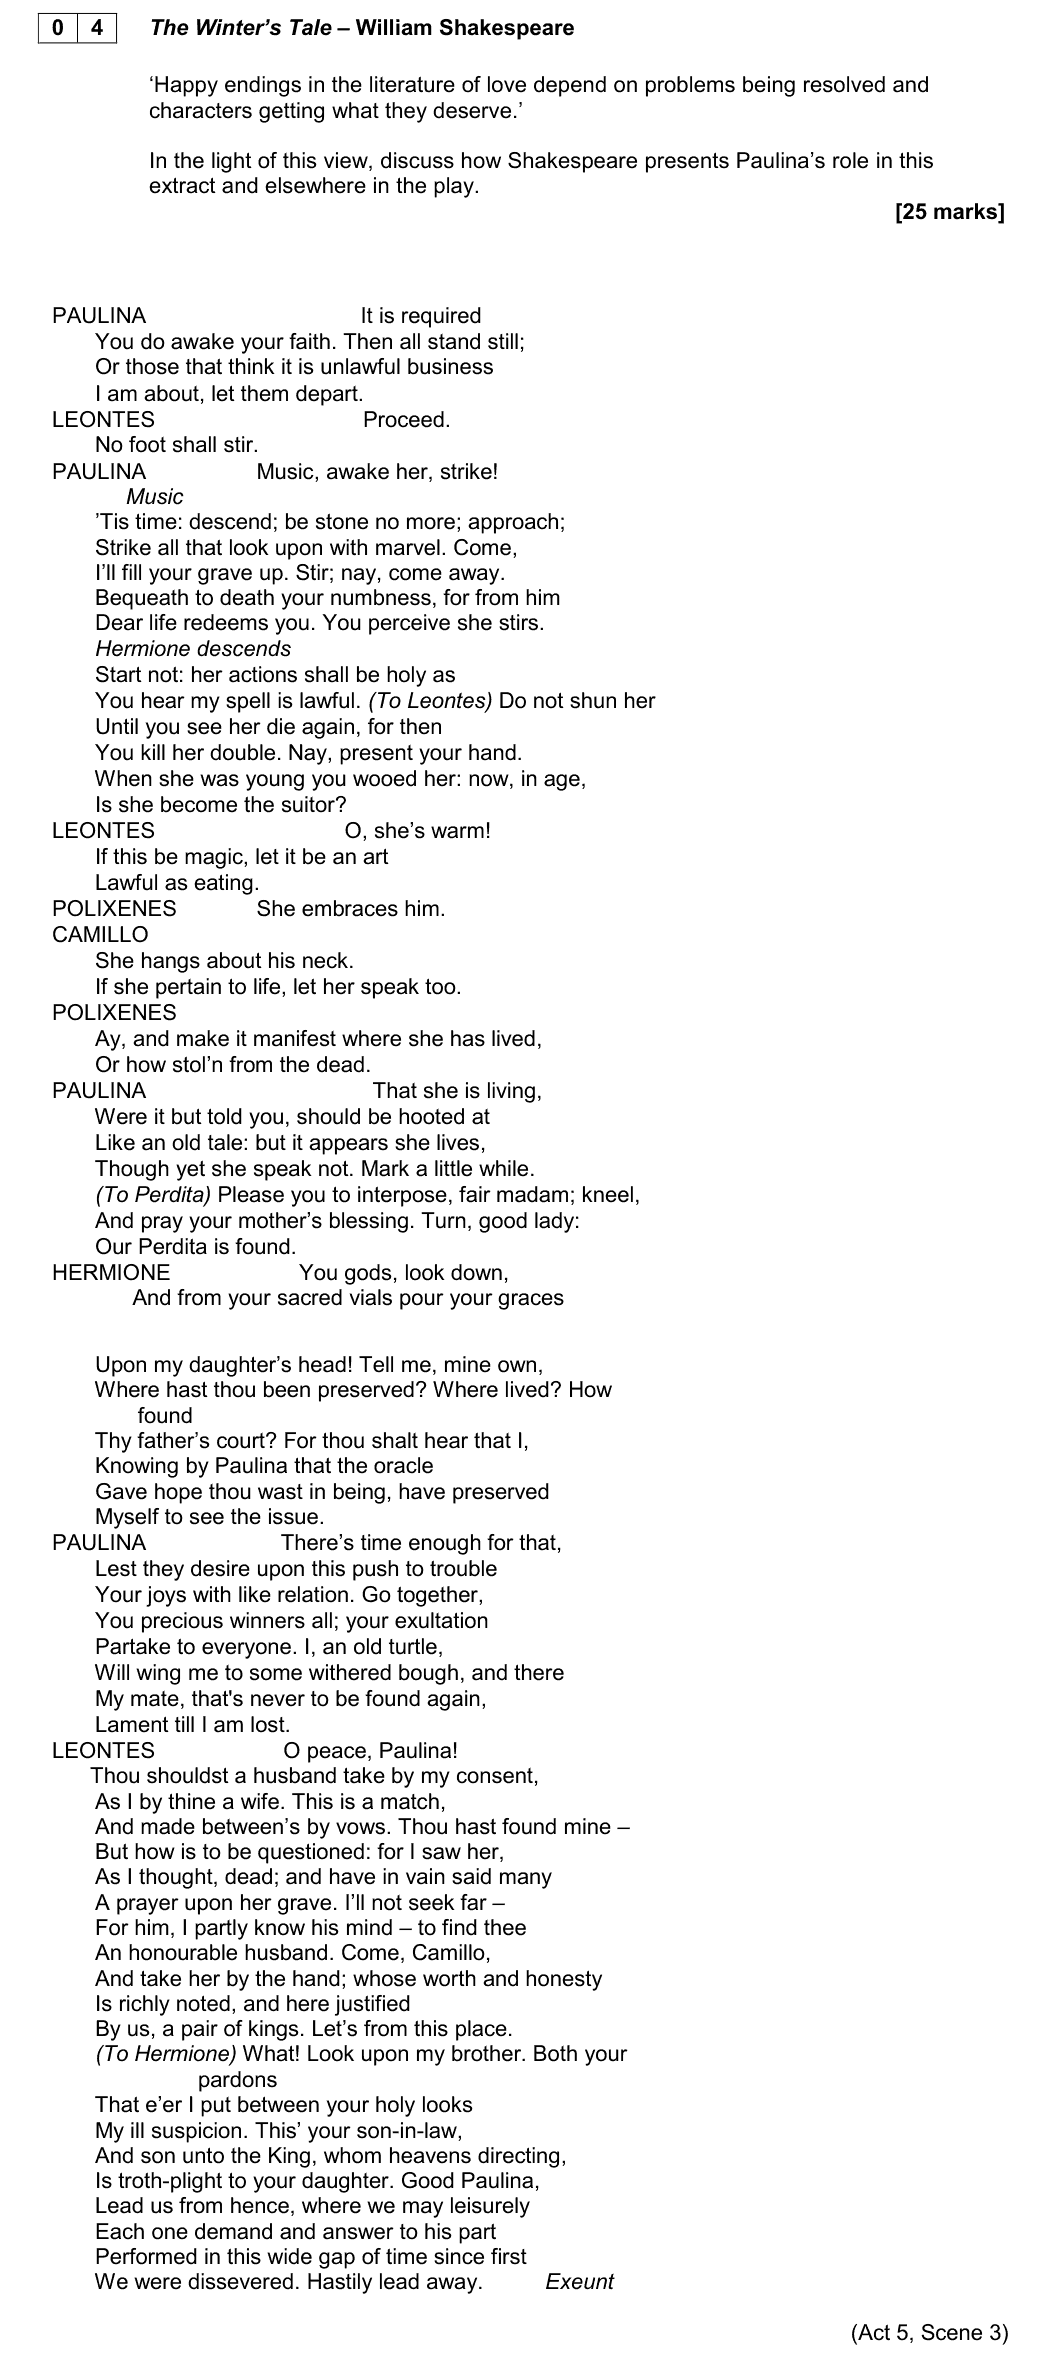 0 4 The Winter’s Tale – William Shakespeare
‘Happy endings in the literature of love depend on problems being resolved and
characters getting what they deserve.’
In the light of this view, discuss how Shakespeare presents Paulina’s role in this
extract and elsewhere in the play.
[25 marks]
PAULINA It is required
You do awake your faith. Then all stand still;
Or those that think it is unlawful business
I am about, let them depart.
LEONTES Proceed.
No foot shall stir.
PAULINA Music, awake her, strike!
Music
’Tis time: descend; be stone no more; approach;
Strike all that look upon with marvel. Come,
I’ll fill your grave up. Stir; nay, come away.
Bequeath to death your numbness, for from him
Dear life redeems you. You perceive she stirs.
Hermione descends
Start not: her actions shall be holy as
You hear my spell is lawful. (To Leontes) Do not shun her
Until you see her die again, for then
You kill her double. Nay, present your hand.
When she was young you wooed her: now, in age,
Is she become the suitor?
LEONTES O, she’s warm!
If this be magic, let it be an art
Lawful as eating.
POLIXENES She embraces him.
CAMILLO
She hangs about his neck.
If she pertain to life, let her speak too.
POLIXENES
Ay, and make it manifest where she has lived,
Or how stol’n from the dead.
PAULINA That she is living,
Were it but told you, should be hooted at
Like an old tale: but it appears she lives,
Though yet she speak not. Mark a little while.
(To Perdita) Please you to interpose, fair madam; kneel,
And pray your mother’s blessing. Turn, good lady:
Our Perdita is found.
HERMIONE You gods, look down,
And from your sacred vials pour your graces
Upon my daughter’s head! Tell me, mine own,
Where hast thou been preserved? Where lived? How
found
Thy father’s court? For thou shalt hear that I,
Knowing by Paulina that the oracle
Gave hope thou wast in being, have preserved
Myself to see the issue.
PAULINA There’s time enough for that,
Lest they desire upon this push to trouble
Your joys with like relation. Go together,
You precious winners all; your exultation
Partake to everyone. I, an old turtle,
Will wing me to some withered bough, and there
My mate, that's never to be found again,
Lament till I am lost.
LEONTES O peace, Paulina!
Thou shouldst a husband take by my consent,
As I by thine a wife. This is a match,
And made between’s by vows. Thou hast found mine –
But how is to be questioned: for I saw her,
As I thought, dead; and have in vain said many
A prayer upon her grave. I’ll not seek far –
For him, I partly know his mind – to find thee
An honourable husband. Come, Camillo,
And take her by the hand; whose worth and honesty
Is richly noted, and here justified
By us, a pair of kings. Let’s from this place.
(To Hermione) What! Look upon my brother. Both your
pardons
That e’er I put between your holy looks
My ill suspicion. This’ your son-in-law,
And son unto the King, whom heavens directing,
Is troth-plight to your daughter. Good Paulina,
Lead us from hence, where we may leisurely
Each one demand and answer to his part
Performed in this wide gap of time since first
We were dissevered. Hastily lead away. Exeunt
(Act 5, Scene 3)